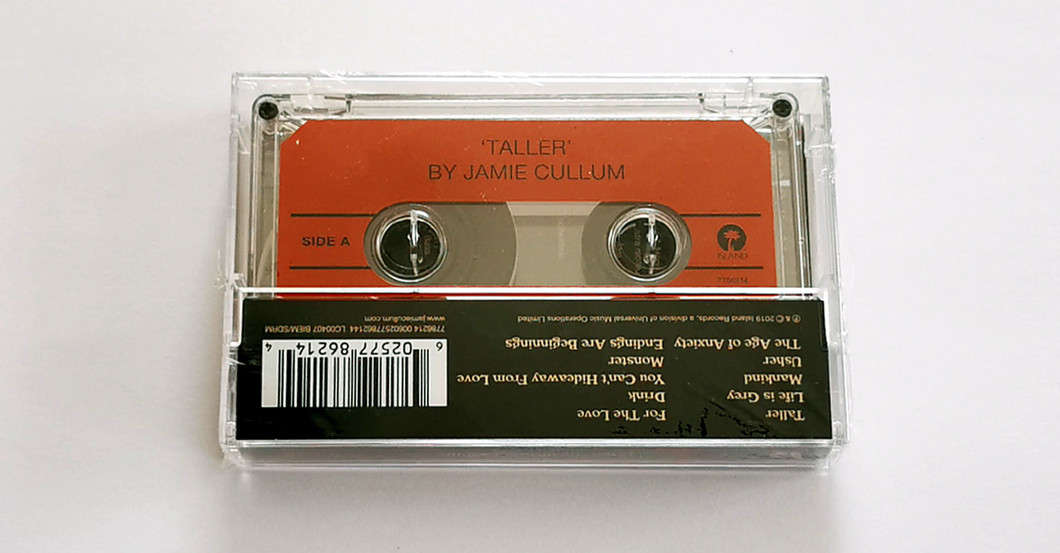 'TALLER'
BY JAMIE CULLUM
SIDE A
ISLAND
Taller
Life is Grey
Mankind
Usher
The Age of Anxiety
For The Love
Drink
You Can't Hideaway From Love
Monster
Endings Are Beginnings
℗ & © 2019 Island Records, a division of Universal Music Operations Limited
6 02577 86214 4
7786214 00602577862144 LC00407 BIEM/SDRM
www.jamiecullum.com